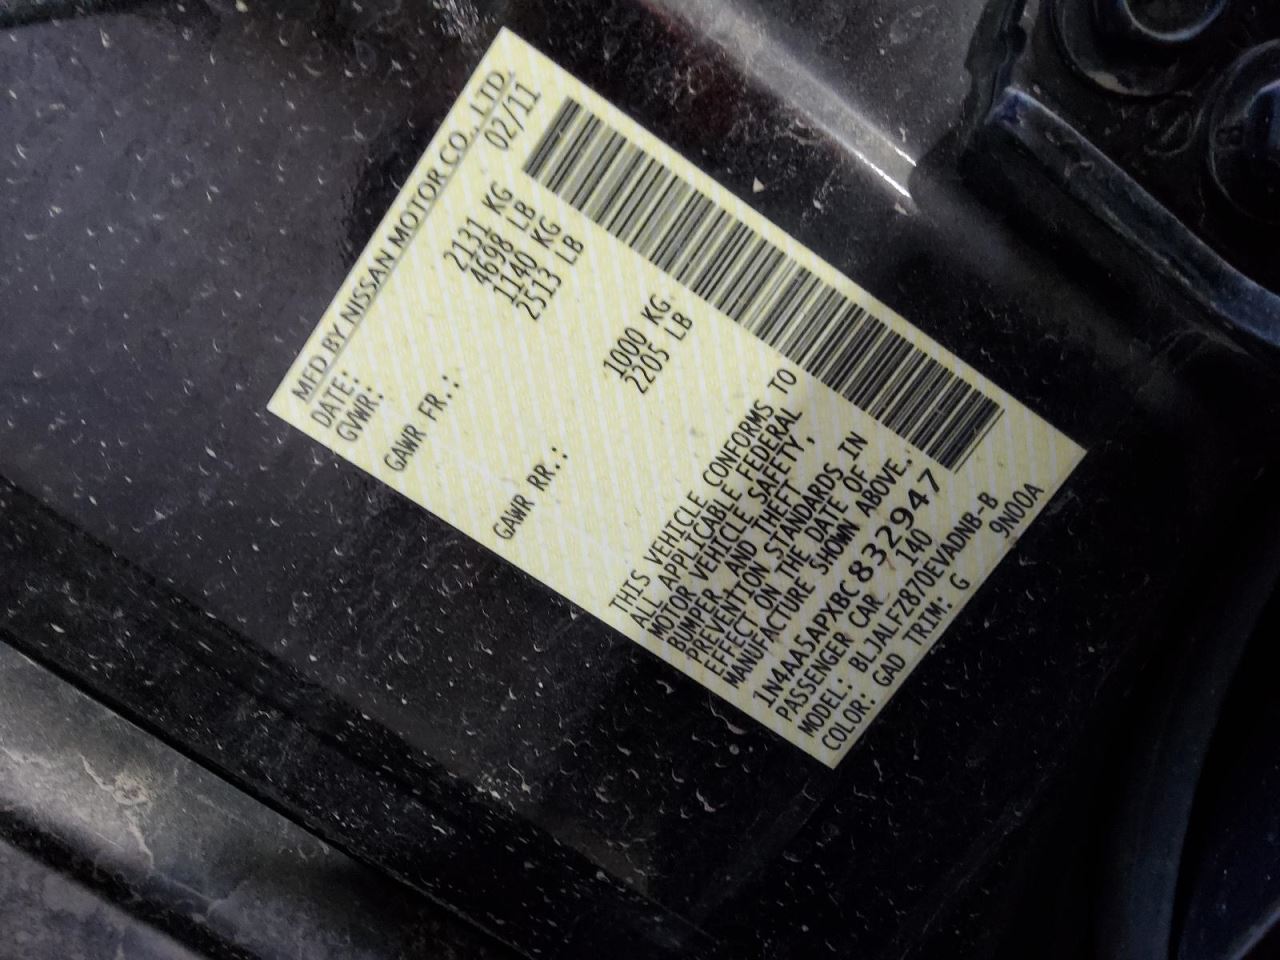 MFD BY NISSAN MOTOR CO., LTD.
DATE: 02/11
GVWR: 2131 KG
4698 LB
GAWR FR.: 1140 KG
2513 LB
GAWR RR.: 1000 KG
2205 LB
THIS VEHICLE CONFORMS TO
ALL APPLICABLE FEDERAL
MOTOR VEHICLE SAFETY,
BUMPER AND THEFT
PREVENTION STANDARDS IN
EFFECT ON THE DATE OF
MANUFACTURE SHOWN ABOVE.
1N4AA5APXBC832947
PASSENGER CAR 140
MODEL: BLJALFZ870EVADNB-B
COLOR: GAD TRIM: G 9N00A